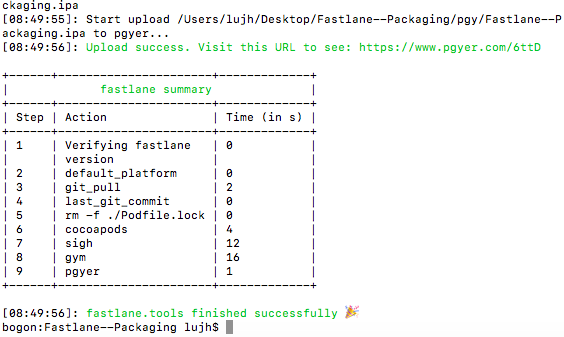 ckaging.ipa
[08:49:55]: Start upload /Users/lujh/Desktop/Fastlane--Packaging/pgy/Fastlane--P
ackaging.ipa to pgyer...
[08:49:56]: Upload success. Visit this URL to see: https://www.pgyer.com/6ttD
+------+---------------------+--------------+
|             fastlane summary              |
+------+---------------------+--------------+
| Step | Action              | Time (in s) |
+------+---------------------+--------------+
| 1    | Verifying fastlane  | 0           |
|      | version             |             |
| 2    | default_platform    | 0           |
| 3    | git_pull            | 2           |
| 4    | last_git_commit     | 0           |
| 5    | rm -f ./Podfile.lock | 0           |
| 6    | cocoapods           | 4           |
| 7    | sigh                | 12          |
| 8    | gym                 | 16          |
| 9    | pgyer               | 1           |
+------+---------------------+--------------+
[08:49:56]: fastlane.tools finished successfully 🎉
bogon:Fastlane--Packaging lujh$